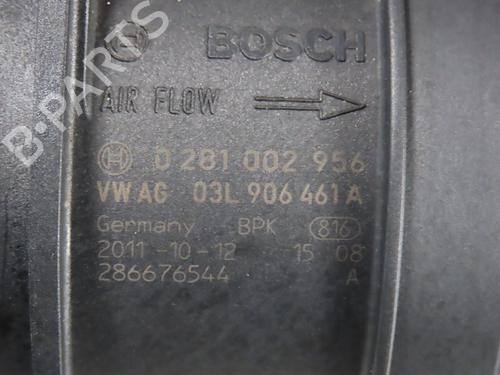 BOSCH
AIR FLOW
0 281 002 956
VW AG 03L 906 461 A
Germany BPK 816
2011-10-12 15 08
286676544 A
B-PARTS